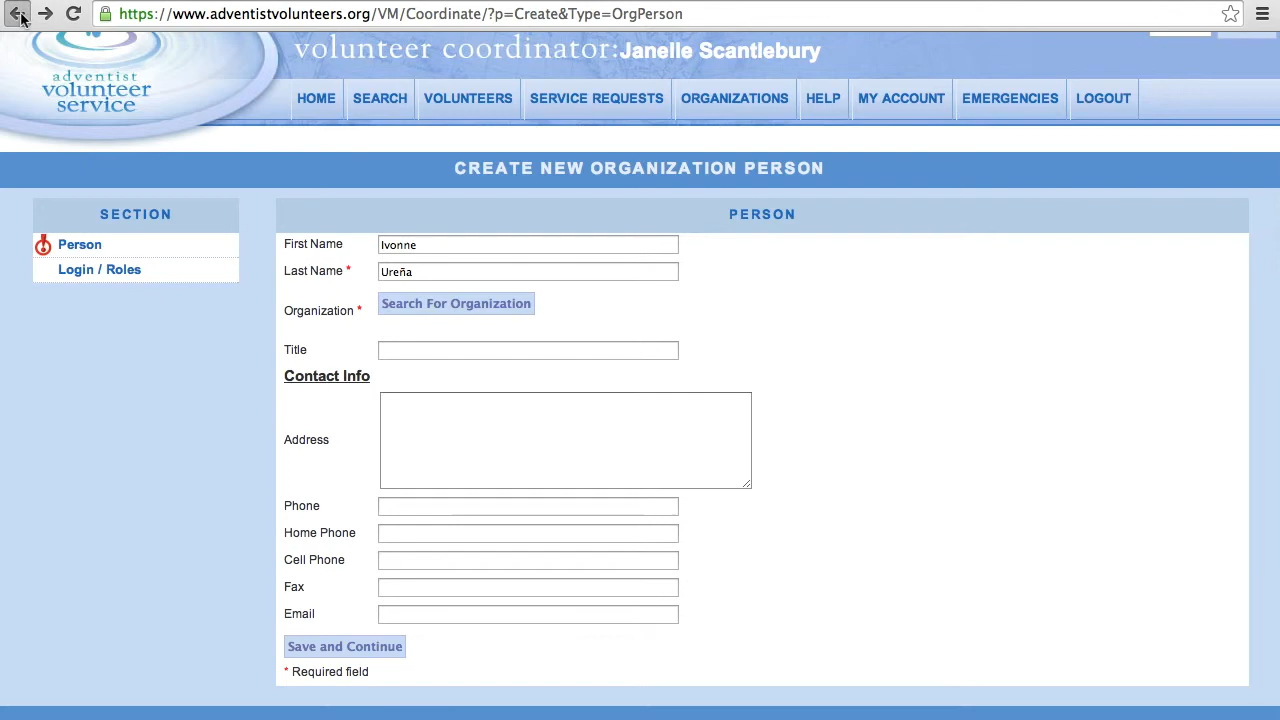 https://www.adventistvolunteers.org/VM/Coordinate/?p=Create&Type=OrgPerson
volunteer coordinator:Janelle Scantlebury
adventist
volunteer
service
HOME SEARCH VOLUNTEERS SERVICE REQUESTS ORGANIZATIONS HELP MY ACCOUNT EMERGENCIES LOGOUT
CREATE NEW ORGANIZATION PERSON
SECTION
Person
Login / Roles
PERSON
First Name Ivonne
Last Name * Ureña
Organization * Search For Organization
Title
Contact Info
Address
Phone
Home Phone
Cell Phone
Fax
Email
Save and Continue
* Required field